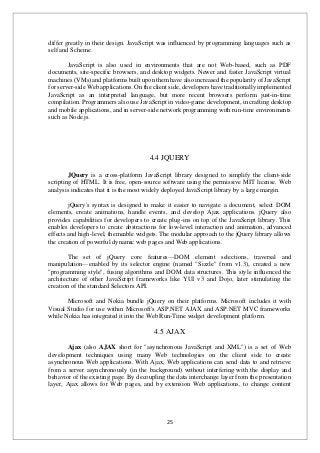 differ greatly in their design. JavaScript was influenced by programming languages such as
self and Scheme.
JavaScript is also used in environments that are not Web-based, such as PDF
documents, site-specific browsers, and desktop widgets. Newer and faster JavaScript virtual
machines (VMs) and platforms built upon them have also increased the popularity of JavaScript
for server-side Web applications. On the client side, developers have traditionally implemented
JavaScript as an interpreted language, but more recent browsers perform just-in-time
compilation. Programmers also use JavaScript in video-game development, in crafting desktop
and mobile applications, and in server-side network programming with run-time environments
such as Node.js.
4.4 JQUERY
JQuery is a cross-platform JavaScript library designed to simplify the client-side
scripting of HTML. It is free, open-source software using the permissive MIT license. Web
analysis indicates that it is the most widely deployed JavaScript library by a large margin.
jQuery's syntax is designed to make it easier to navigate a document, select DOM
elements, create animations, handle events, and develop Ajax applications. jQuery also
provides capabilities for developers to create plug-ins on top of the JavaScript library. This
enables developers to create abstractions for low-level interaction and animation, advanced
effects and high-level, themeable widgets. The modular approach to the jQuery library allows
the creation of powerful dynamic web pages and Web applications.
The set of jQuery core features—DOM element selections, traversal and
manipulation—enabled by its selector engine (named "Sizzle" from v1.3), created a new
"programming style", fusing algorithms and DOM data structures. This style influenced the
architecture of other JavaScript frameworks like YUI v3 and Dojo, later stimulating the
creation of the standard Selectors API.
Microsoft and Nokia bundle jQuery on their platforms. Microsoft includes it with
Visual Studio for use within Microsoft's ASP.NET AJAX and ASP.NET MVC frameworks
while Nokia has integrated it into the Web Run-Time widget development platform.
4.5 AJAX
Ajax (also AJAX short for "asynchronous JavaScript and XML") is a set of Web
development techniques using many Web technologies on the client side to create
asynchronous Web applications. With Ajax, Web applications can send data to and retrieve
from a server asynchronously (in the background) without interfering with the display and
behavior of the existing page. By decoupling the data interchange layer from the presentation
layer, Ajax allows for Web pages, and by extension Web applications, to change content
25